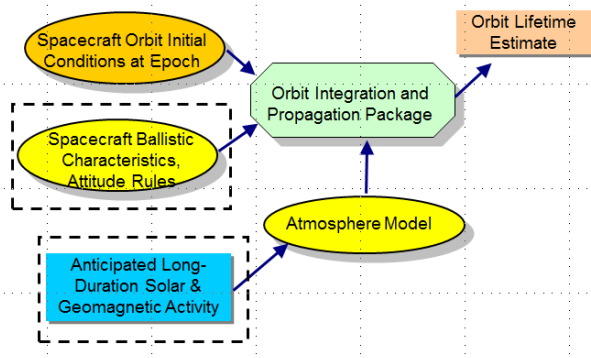 Spacecraft Orbit Initial
Conditions at Epoch
Orbit Lifetime
Estimate
Orbit Integration and
Propagation Package
Spacecraft Ballistic
Characteristics,
Attitude Rules
Atmosphere Model
Anticipated Long-
Duration Solar &
Geomagnetic Activity